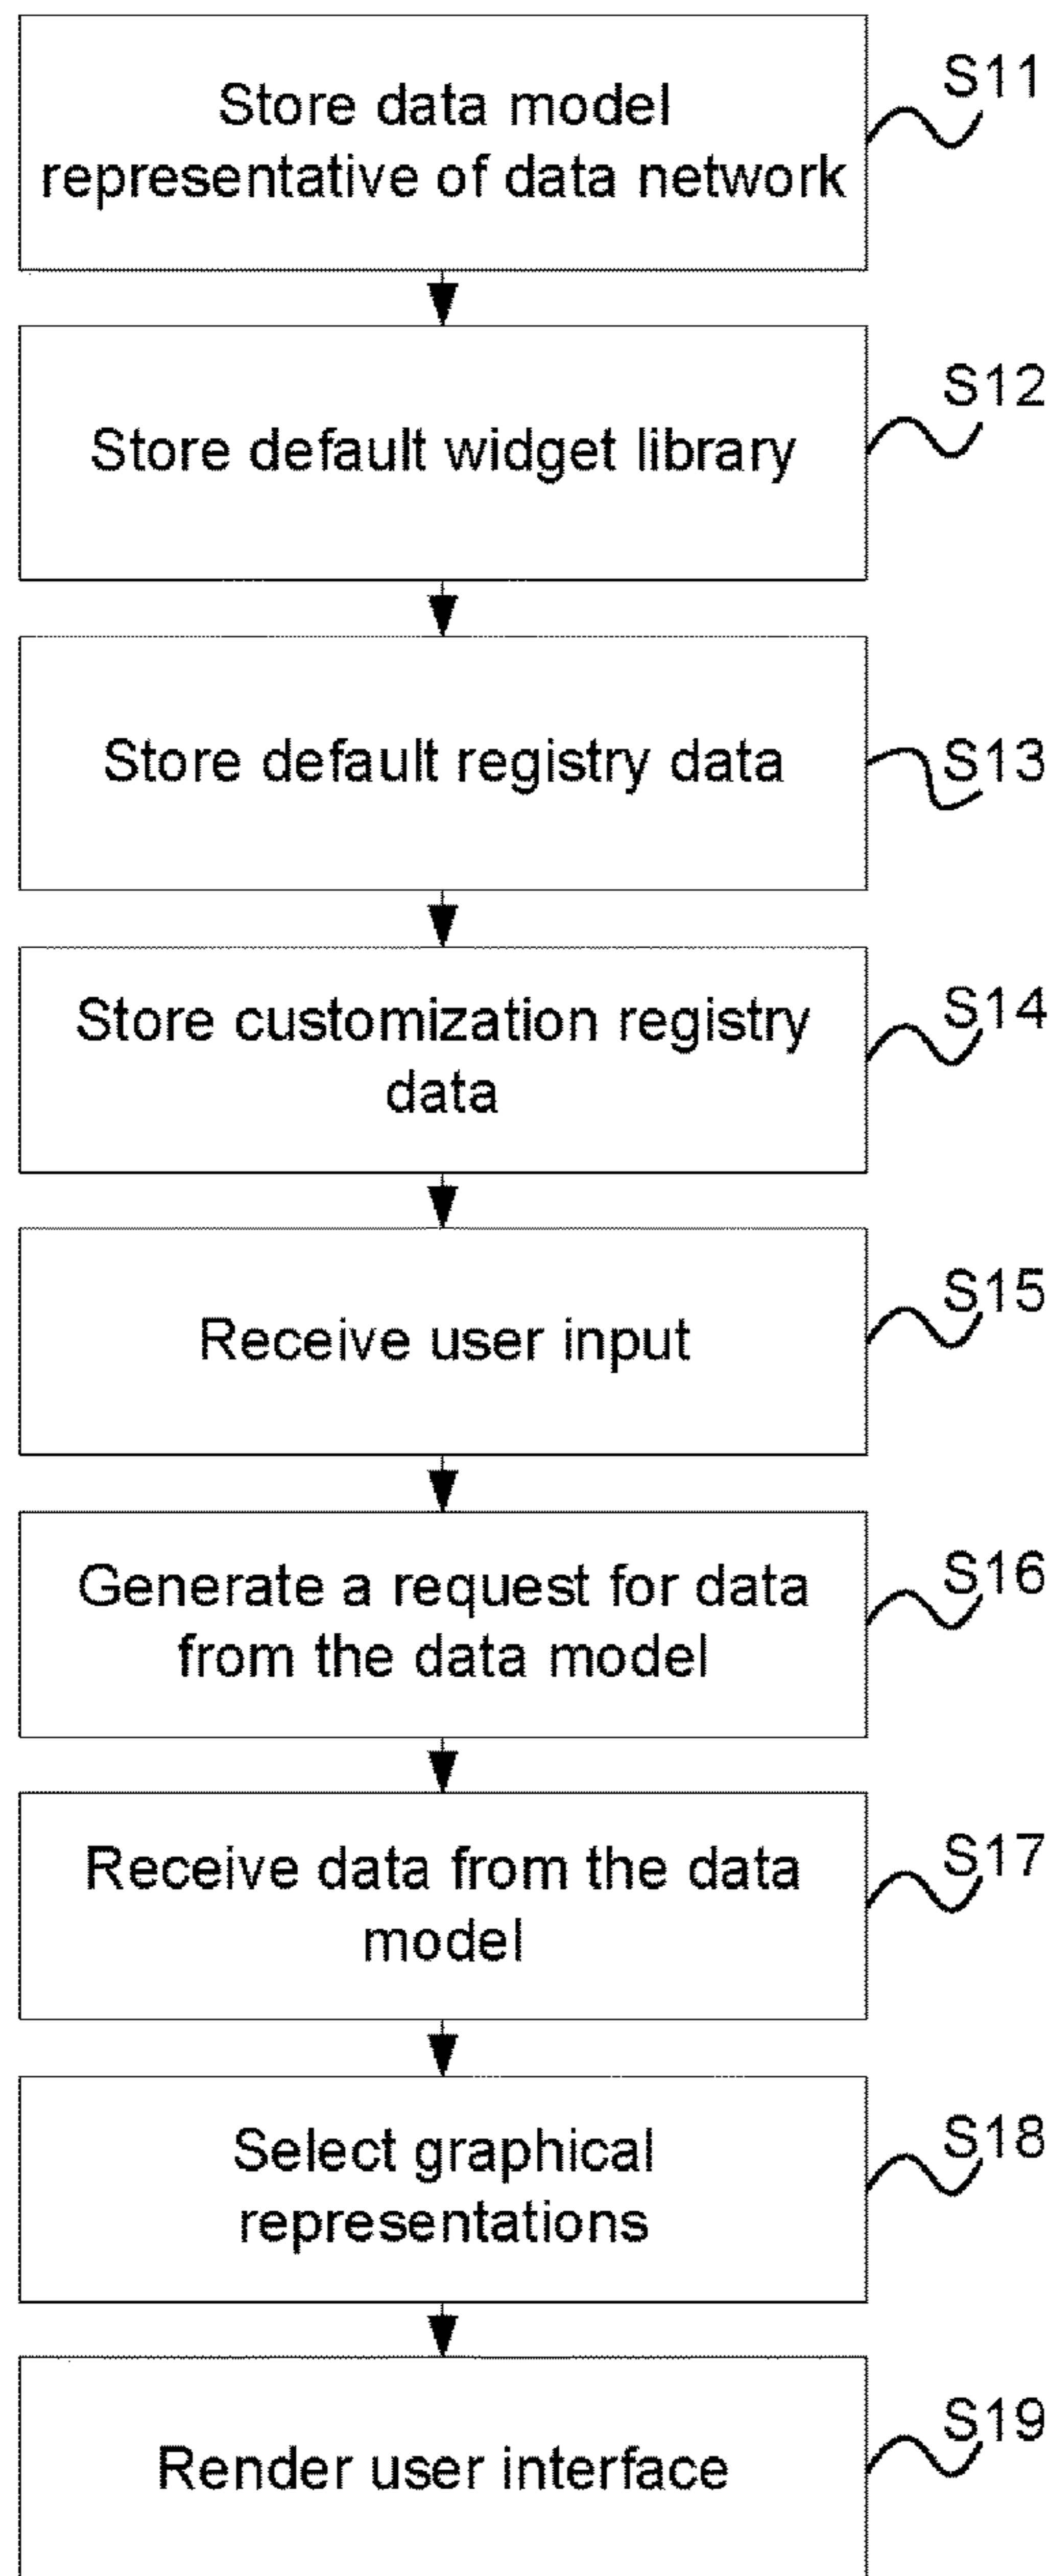 Store data model
representative of data network
S11
Store default widget library
S12
Store default registry data
S13
Store customization registry
data
S14
Receive user input
S15
Generate a request for data
from the data model
S16
Receive data from the data
model
S17
Select graphical
representations
S18
Render user interface
S19